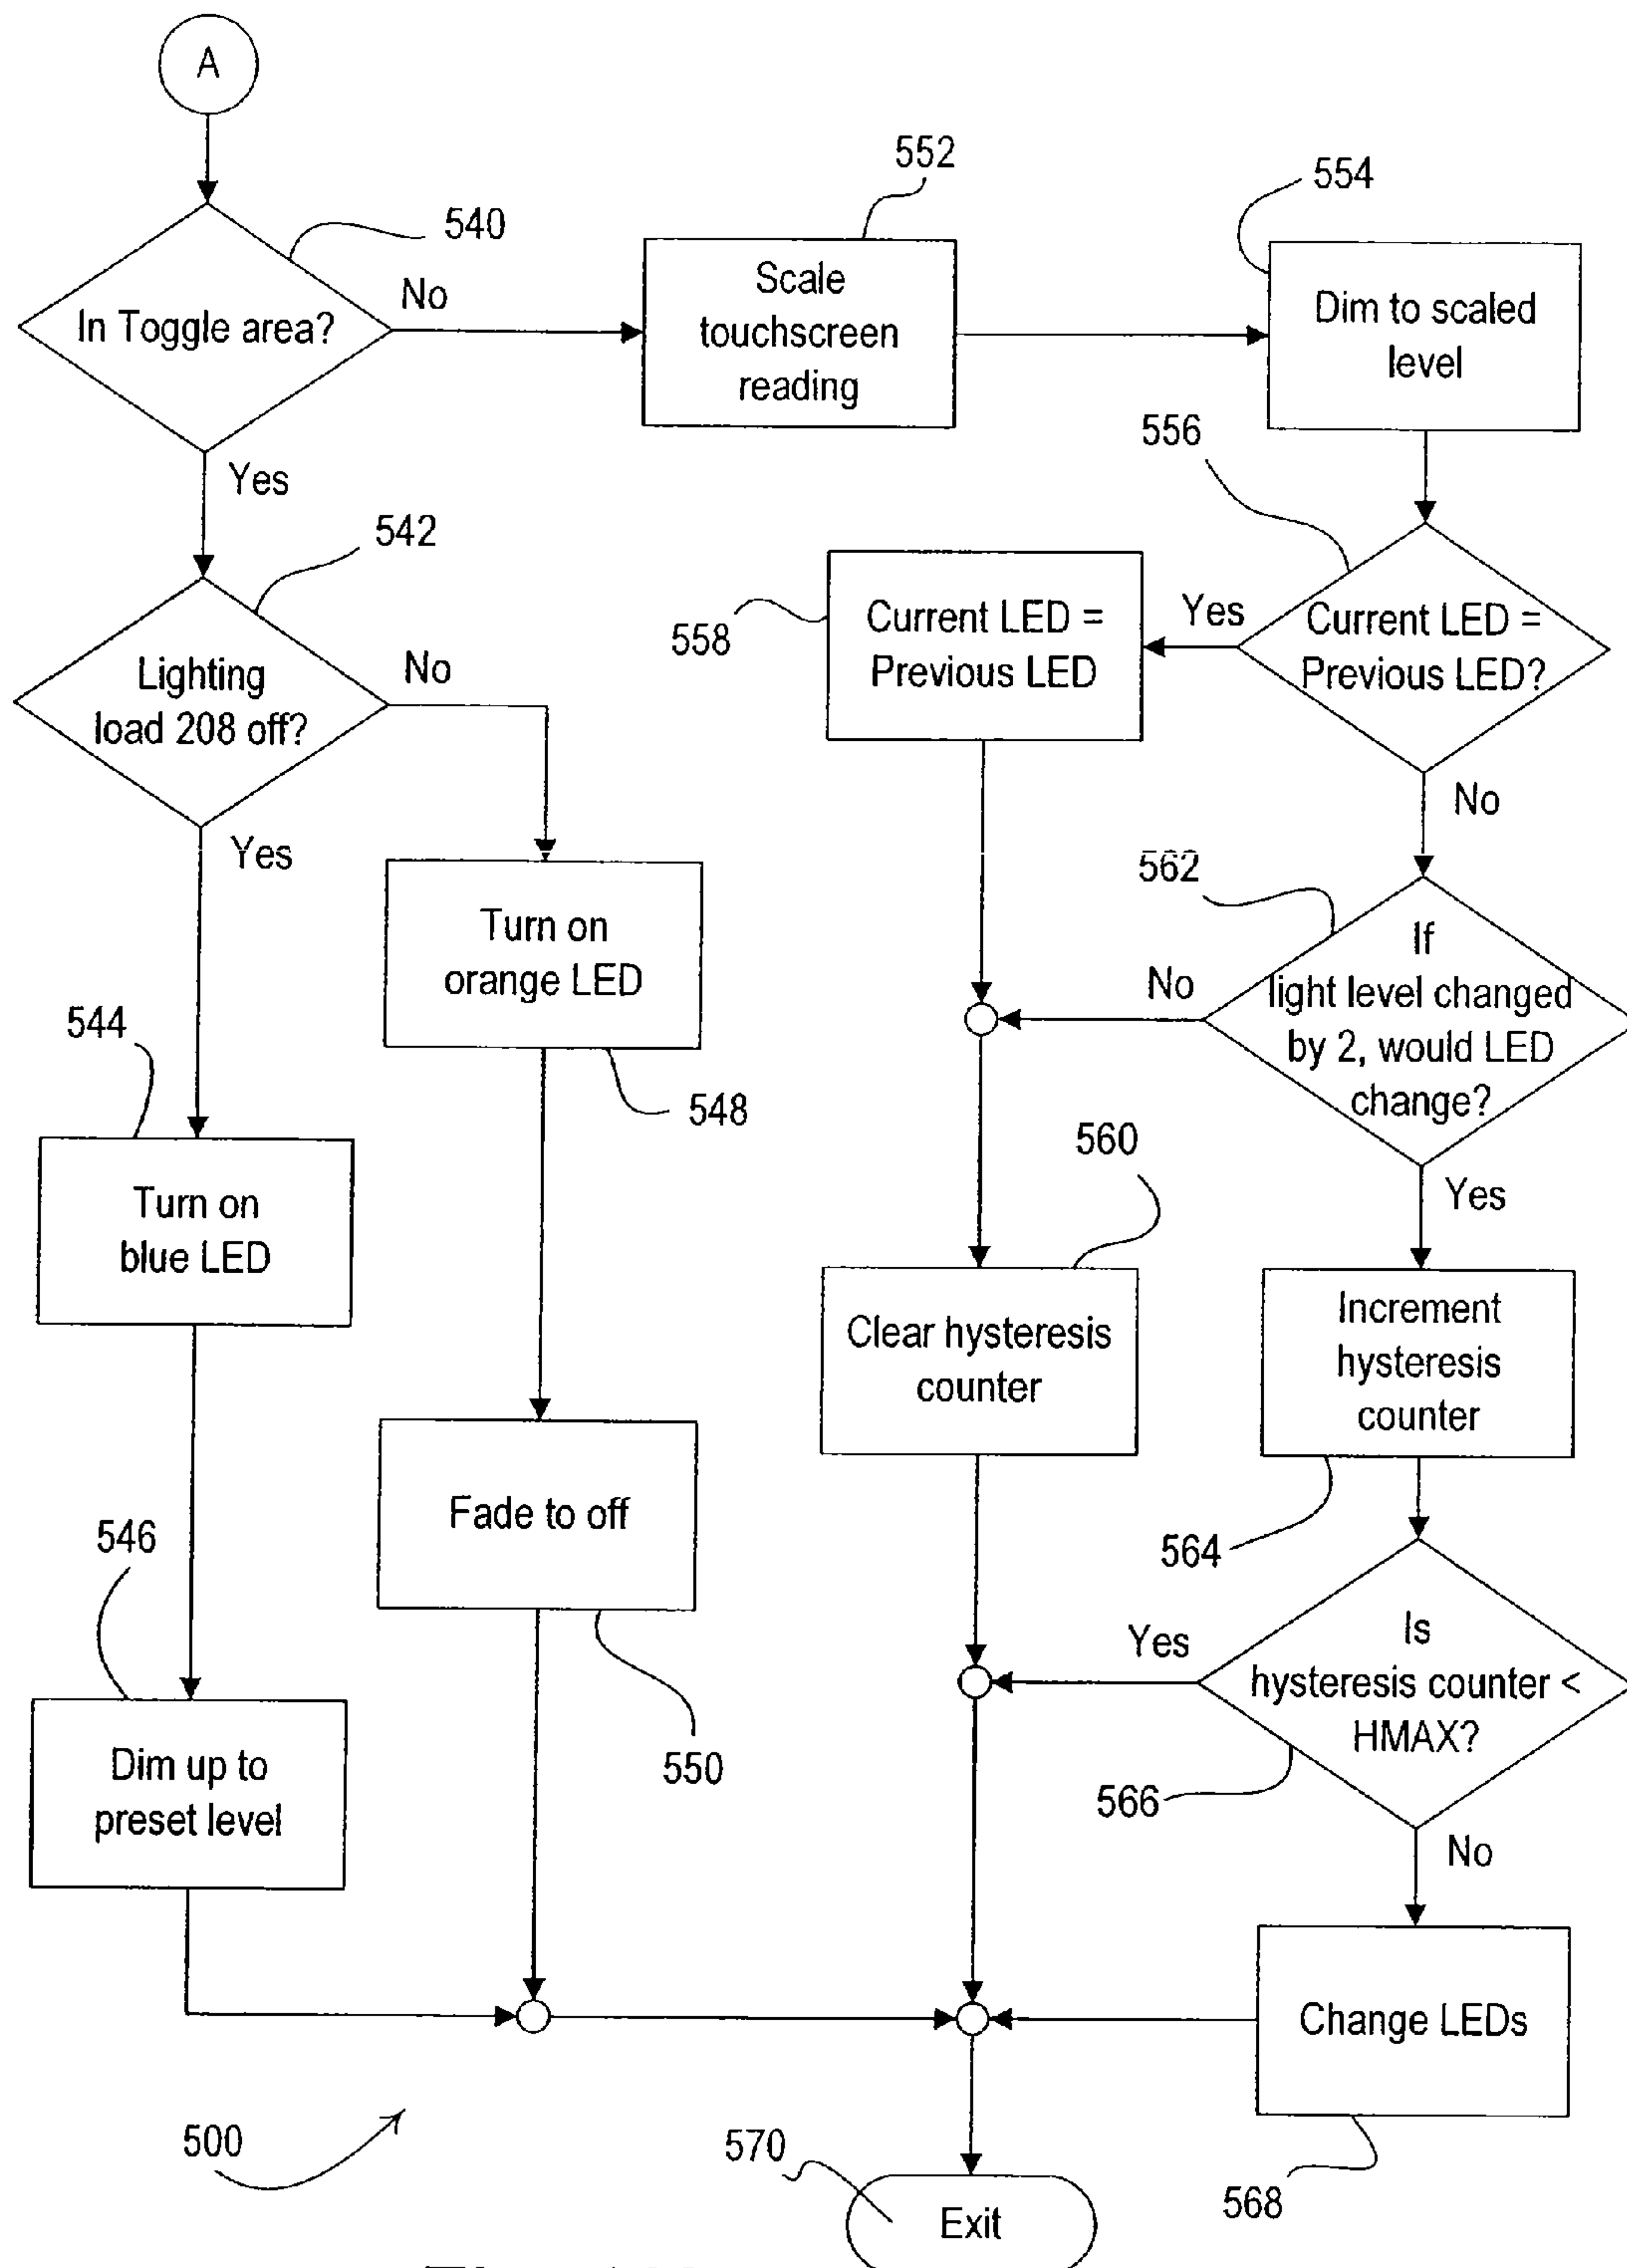 A
540
In Toggle area?
No
Yes
552
Scale
touchscreen
reading
554
Dim to scaled
level
556
Current LED =
Previous LED?
Yes
No
558
Current LED =
Previous LED
542
Lighting
load 208 off?
No
Yes
562
If
light level changed
by 2, would LED
change?
No
Yes
Turn on
orange LED
548
544
Turn on
blue LED
560
Clear hysteresis
counter
Increment
hysteresis
counter
564
Fade to off
550
546
Dim up to
preset level
Is
hysteresis counter <
HMAX?
Yes
No
566
Change LEDs
568
500
570
Exit